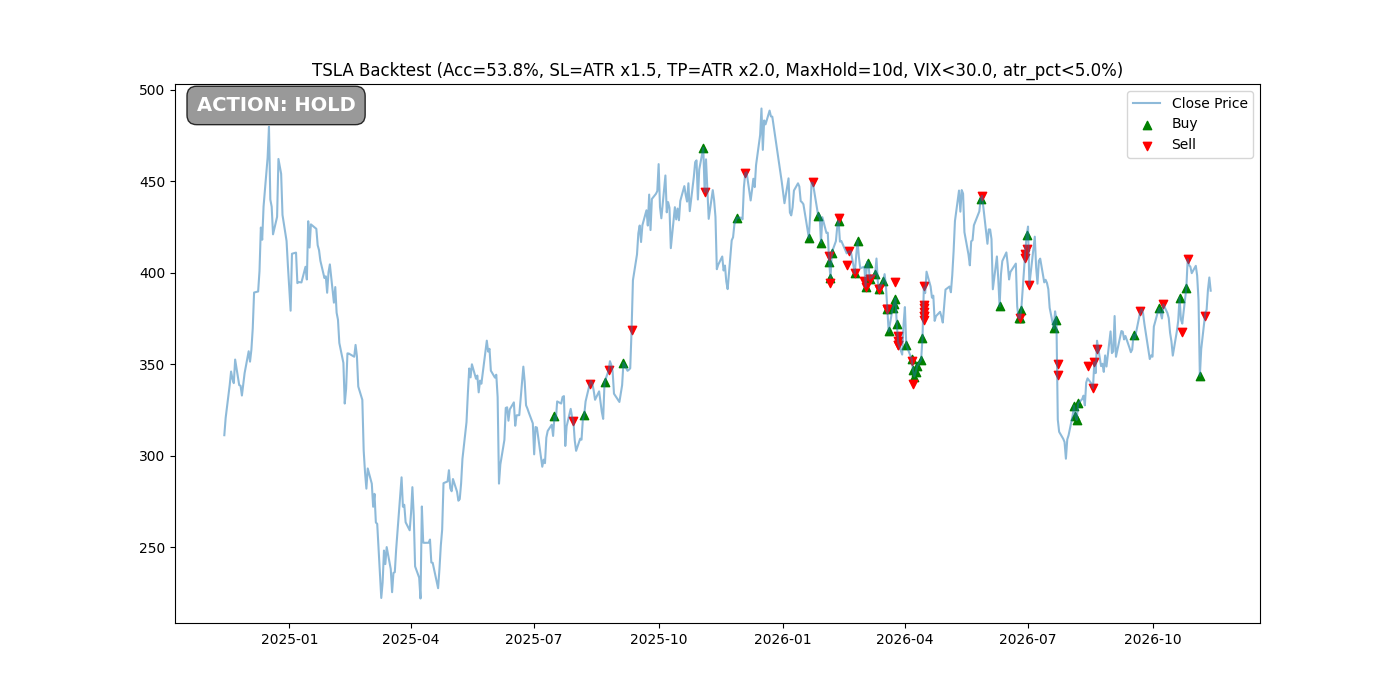 TSLA Backtest (Acc=53.8%, SL=ATR x1.5, TP=ATR x2.0, MaxHold=10d, VIX<30.0, atr_pct<5.0%)
ACTION: HOLD
Close Price
Buy
Sell
500
450
400
350
300
250
2025-01 2025-04 2025-07 2025-10 2026-01 2026-04 2026-07 2026-10